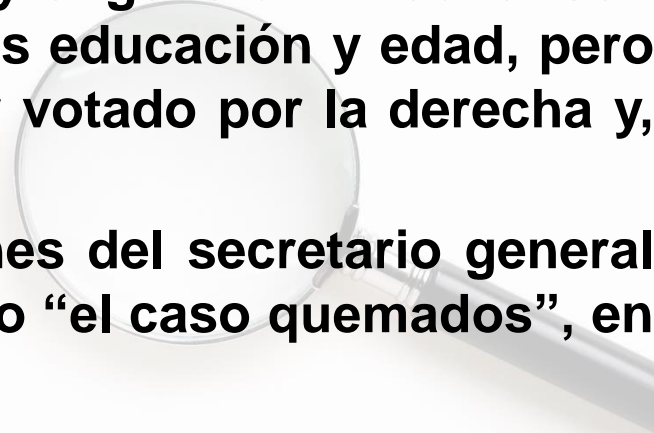 s educación y edad, pero
votado por la derecha y,
nes del secretario general
o “el caso quemados”, en